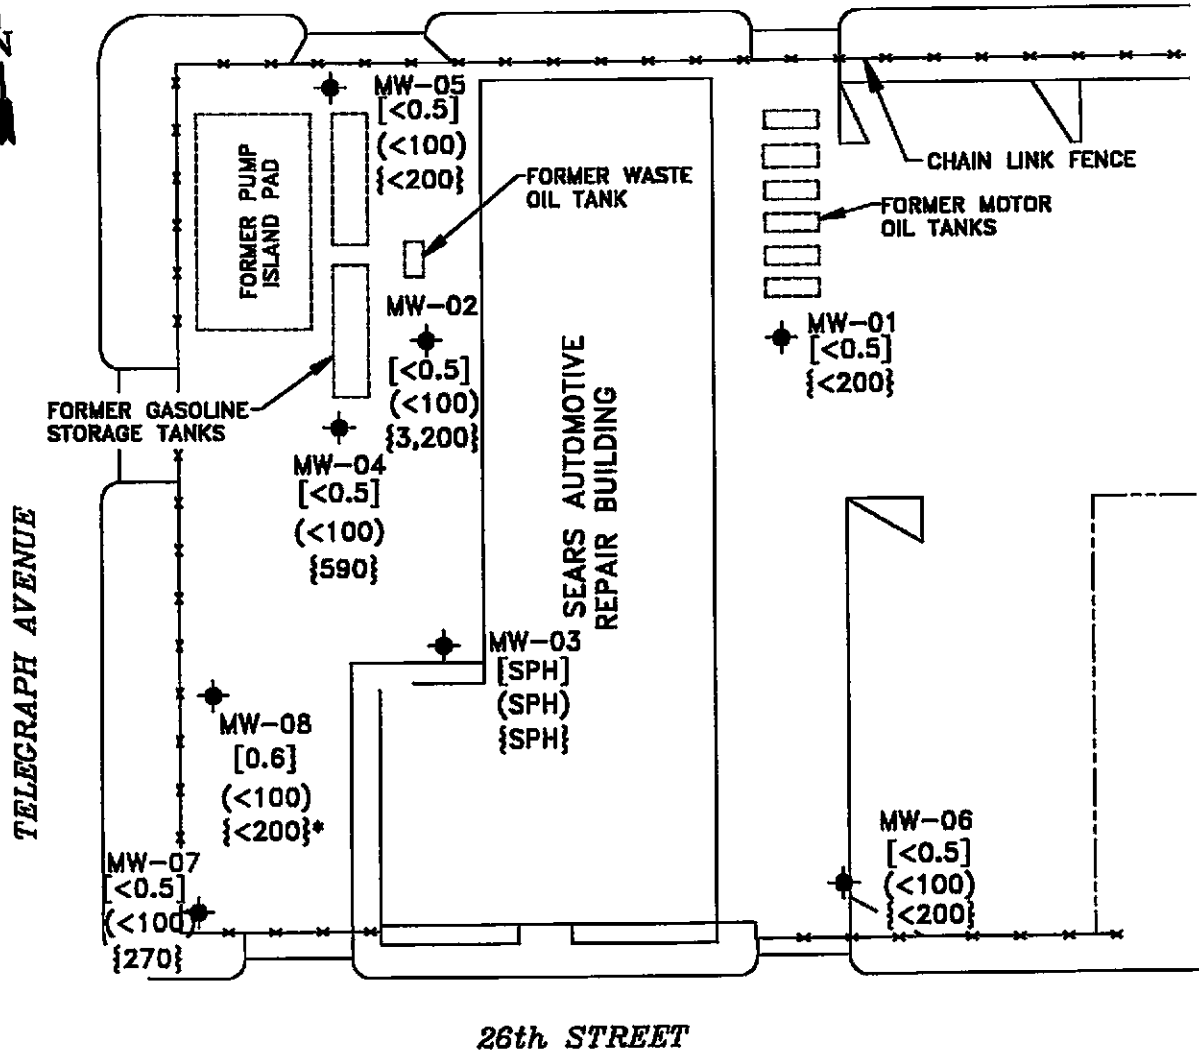 N
MW-05
[<0.5]
(<100)
{<200}
FORMER PUMP
ISLAND PAD
FORMER WASTE
OIL TANK
CHAIN LINK FENCE
FORMER MOTOR
OIL TANKS
MW-02
[<0.5]
(<100)
{3,200}
MW-01
[<0.5]
{<200}
FORMER GASOLINE
STORAGE TANKS
MW-04
[<0.5]
(<100)
{590}
SEARS AUTOMOTIVE
REPAIR BUILDING
TELEGRAPH AVENUE
MW-03
[SPH]
(SPH)
{SPH}
MW-08
[0.6]
(<100)
{<200}*
MW-06
[<0.5]
(<100)
{<200}
MW-07
[<0.5]
(<100)
{270}
26th STREET